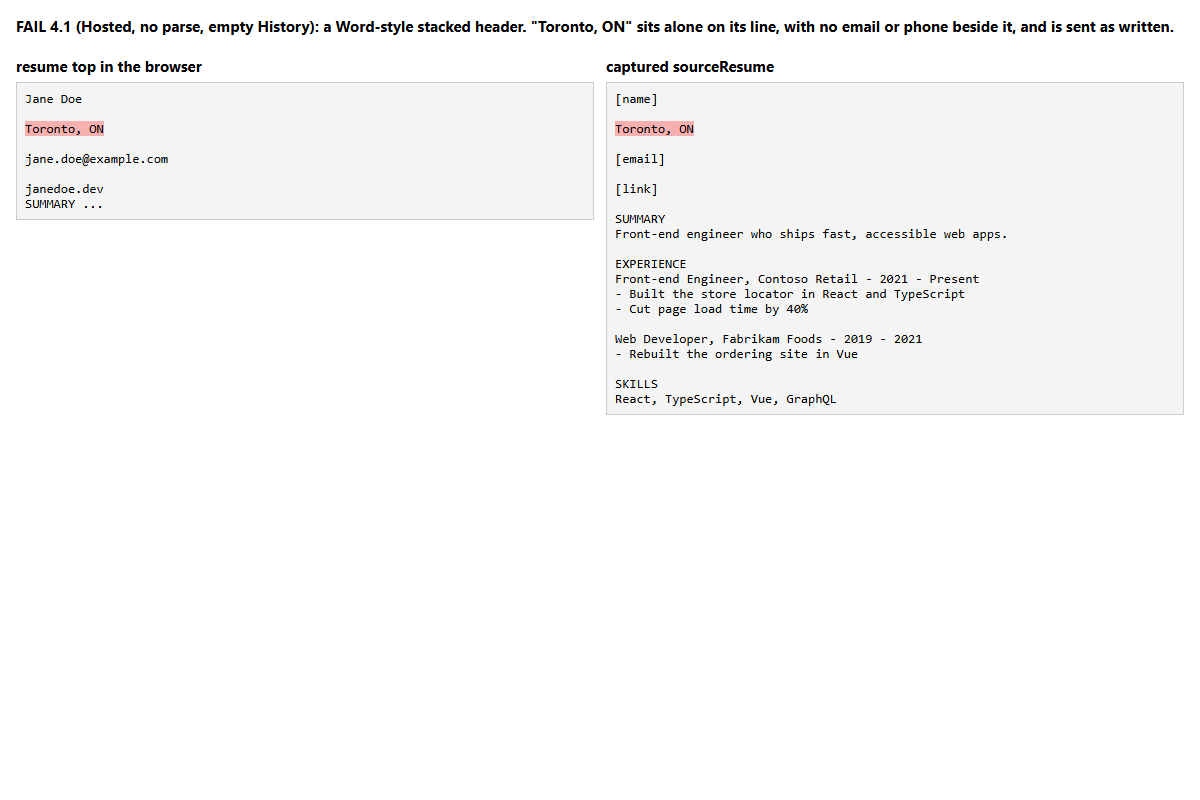 FAIL 4.1 (Hosted, no parse, empty History): a Word-style stacked header. "Toronto, ON" sits alone on its line, with no email or phone beside it, and is sent as written.
resume top in the browser
Jane Doe
Toronto, ON
jane.doe@example.com
janedoe.dev
SUMMARY ...
captured sourceResume
[name]
Toronto, ON
[email]
[link]
SUMMARY
Front-end engineer who ships fast, accessible web apps.
EXPERIENCE
Front-end Engineer, Contoso Retail - 2021 - Present
- Built the store locator in React and TypeScript
- Cut page load time by 40%
Web Developer, Fabrikam Foods - 2019 - 2021
- Rebuilt the ordering site in Vue
SKILLS
React, TypeScript, Vue, GraphQL